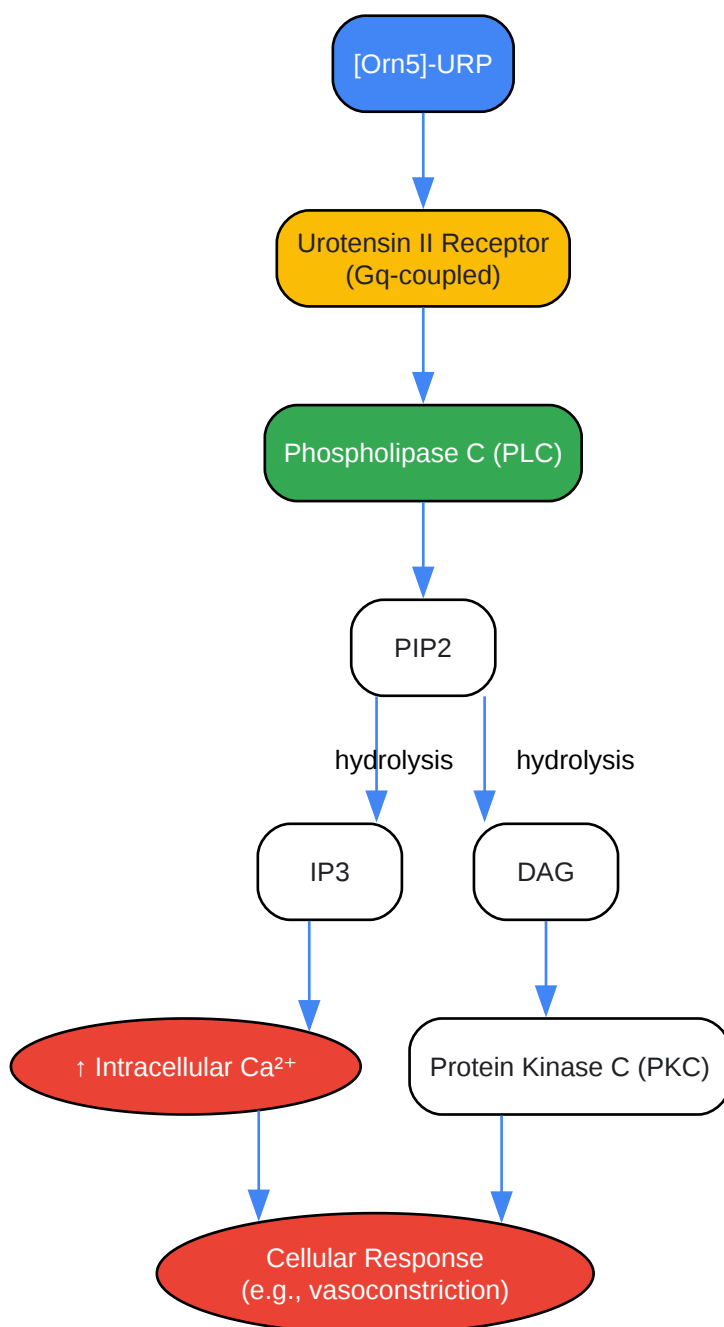 [Orn5]-URP
Urotensin II Receptor
(Gq-coupled)
Phospholipase C (PLC)
PIP2
hydrolysis
hydrolysis
IP3
DAG
↑ Intracellular Ca²⁺
Protein Kinase C (PKC)
Cellular Response
(e.g., vasoconstriction)